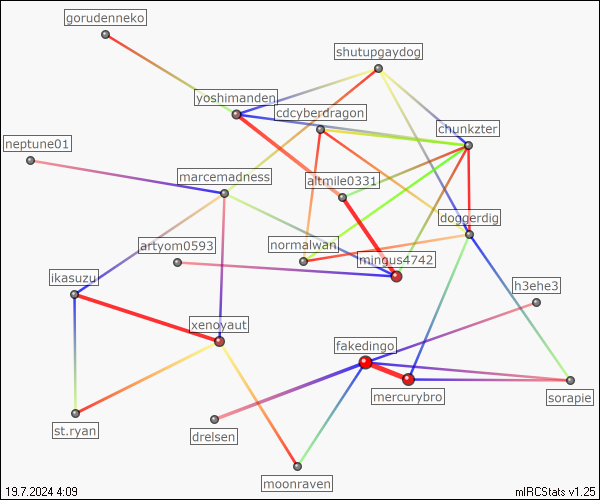 gorudenneko
shutupgaydog
yoshimanden
cdcyberdragon
chunkzter
neptune01
marcemadness
altmile0331
doggerdig
artyom0593
normalwan
mingus4742
ikasuzu
h3ehe3
xenoyaut
fakedingo
mercurybro
sorapie
st.ryan
drelsen
moonraven
19.7.2024 4:09
mIRCStats v1.25